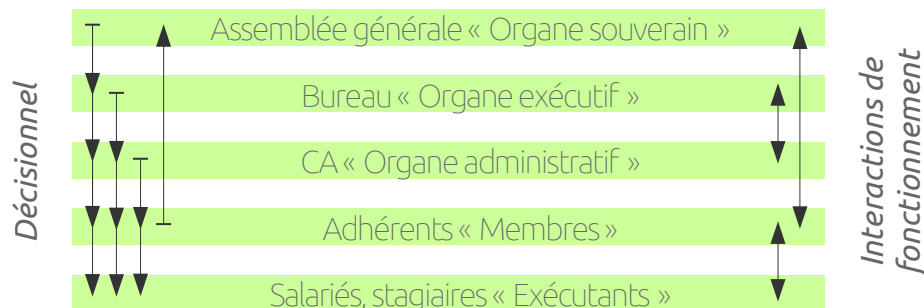 Décisionnel
Assemblée générale « Organe souverain »
Bureau « Organe exécutif »
CA « Organe administratif »
Adhérents « Membres »
Salariés, stagiaires « Exécutants »
Interactions de
fonctionnement